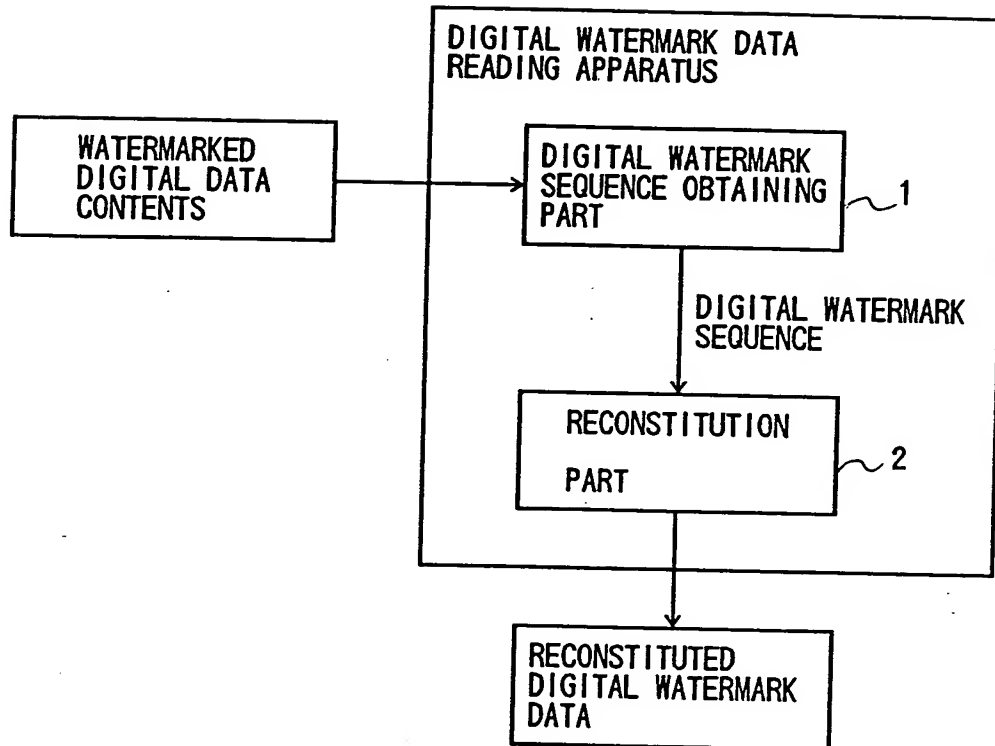 DIGITAL WATERMARK DATA
READING APPARATUS
WATERMARKED
DIGITAL DATA
CONTENTS
DIGITAL WATERMARK
SEQUENCE OBTAINING
PART
1
DIGITAL WATERMARK
SEQUENCE
RECONSTITUTION
PART
2
RECONSTITUTED
DIGITAL WATERMARK
DATA